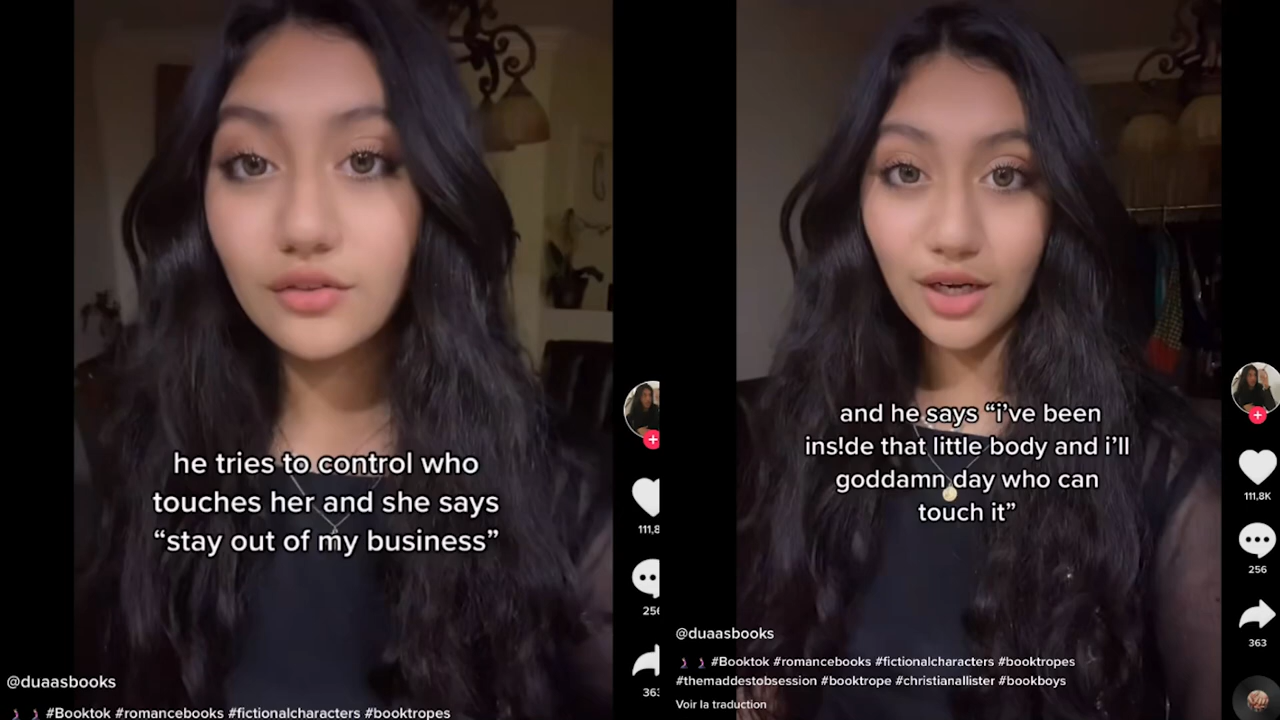 he tries to control who
touches her and she says
“stay out of my business”
111,8
256
363
@duaasbooks
#Booktok #romancebooks #fictionalcharacters #booktropes
and he says “i’ve been
ins!de that little body and i’ll
goddamn day who can
touch it”
111,8K
256
363
@duaasbooks
#Booktok #romancebooks #fictionalcharacters #booktropes
#themaddestobsession #booktrope #christianallister #bookboys
Voir la traduction